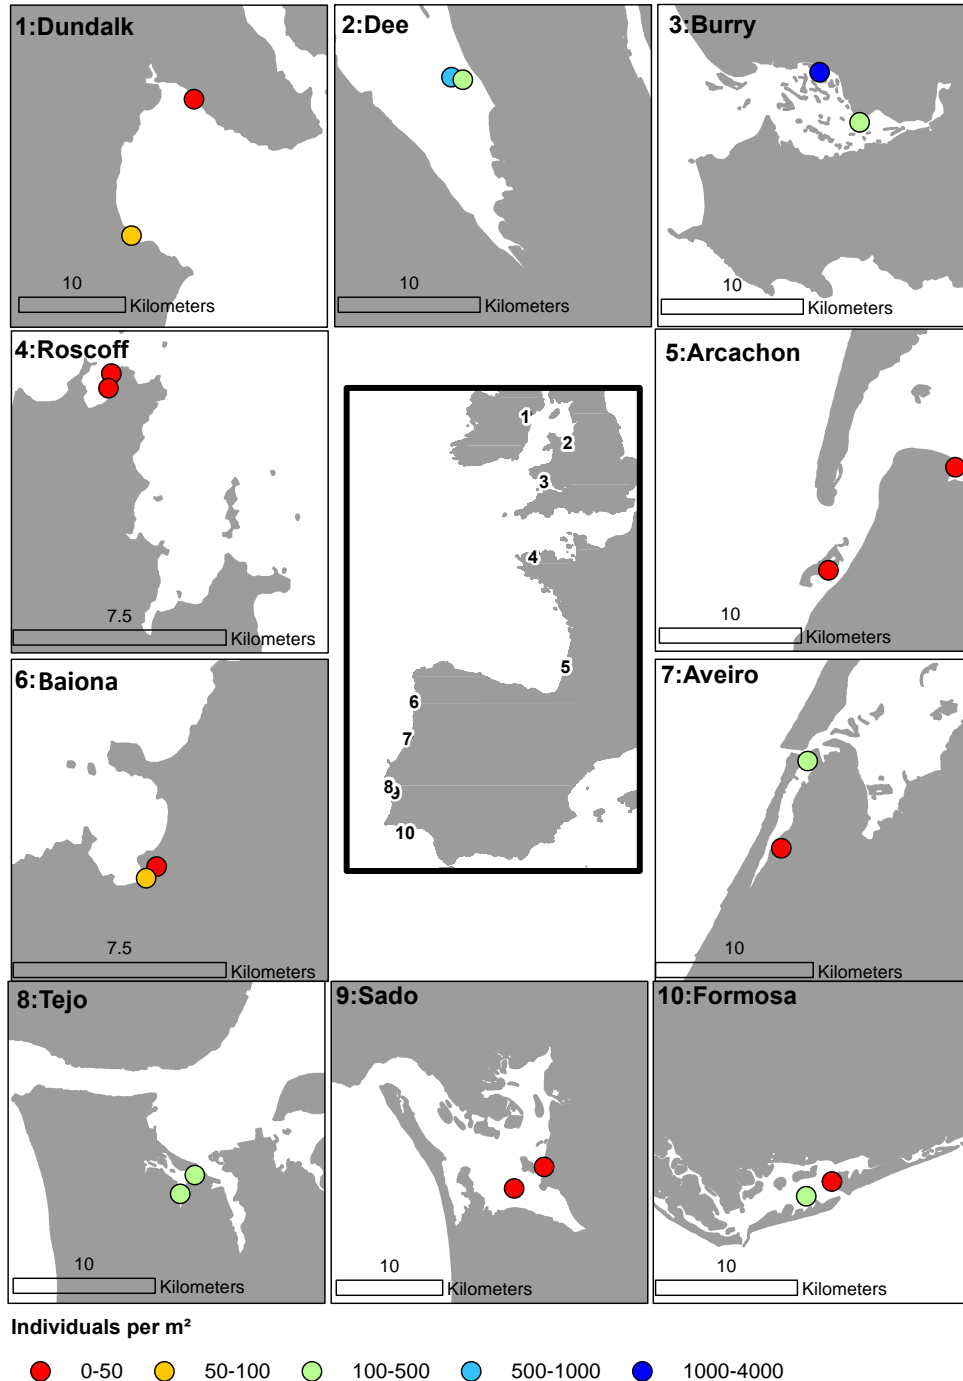 1:Dundalk
2:Dee
3:Burry
10
Kilometers
10
Kilometers
10
Kilometers
4:Roscoff
5:Arcachon
7.5
Kilometers
10
Kilometers
1
2
3
4
5
6
7
8
9
10
6:Baiona
7:Aveiro
7.5
Kilometers
10
Kilometers
8:Tejo
9:Sado
10:Formosa
10
Kilometers
10
Kilometers
10
Kilometers
Individuals per m²
0-50 50-100 100-500 500-1000 1000-4000